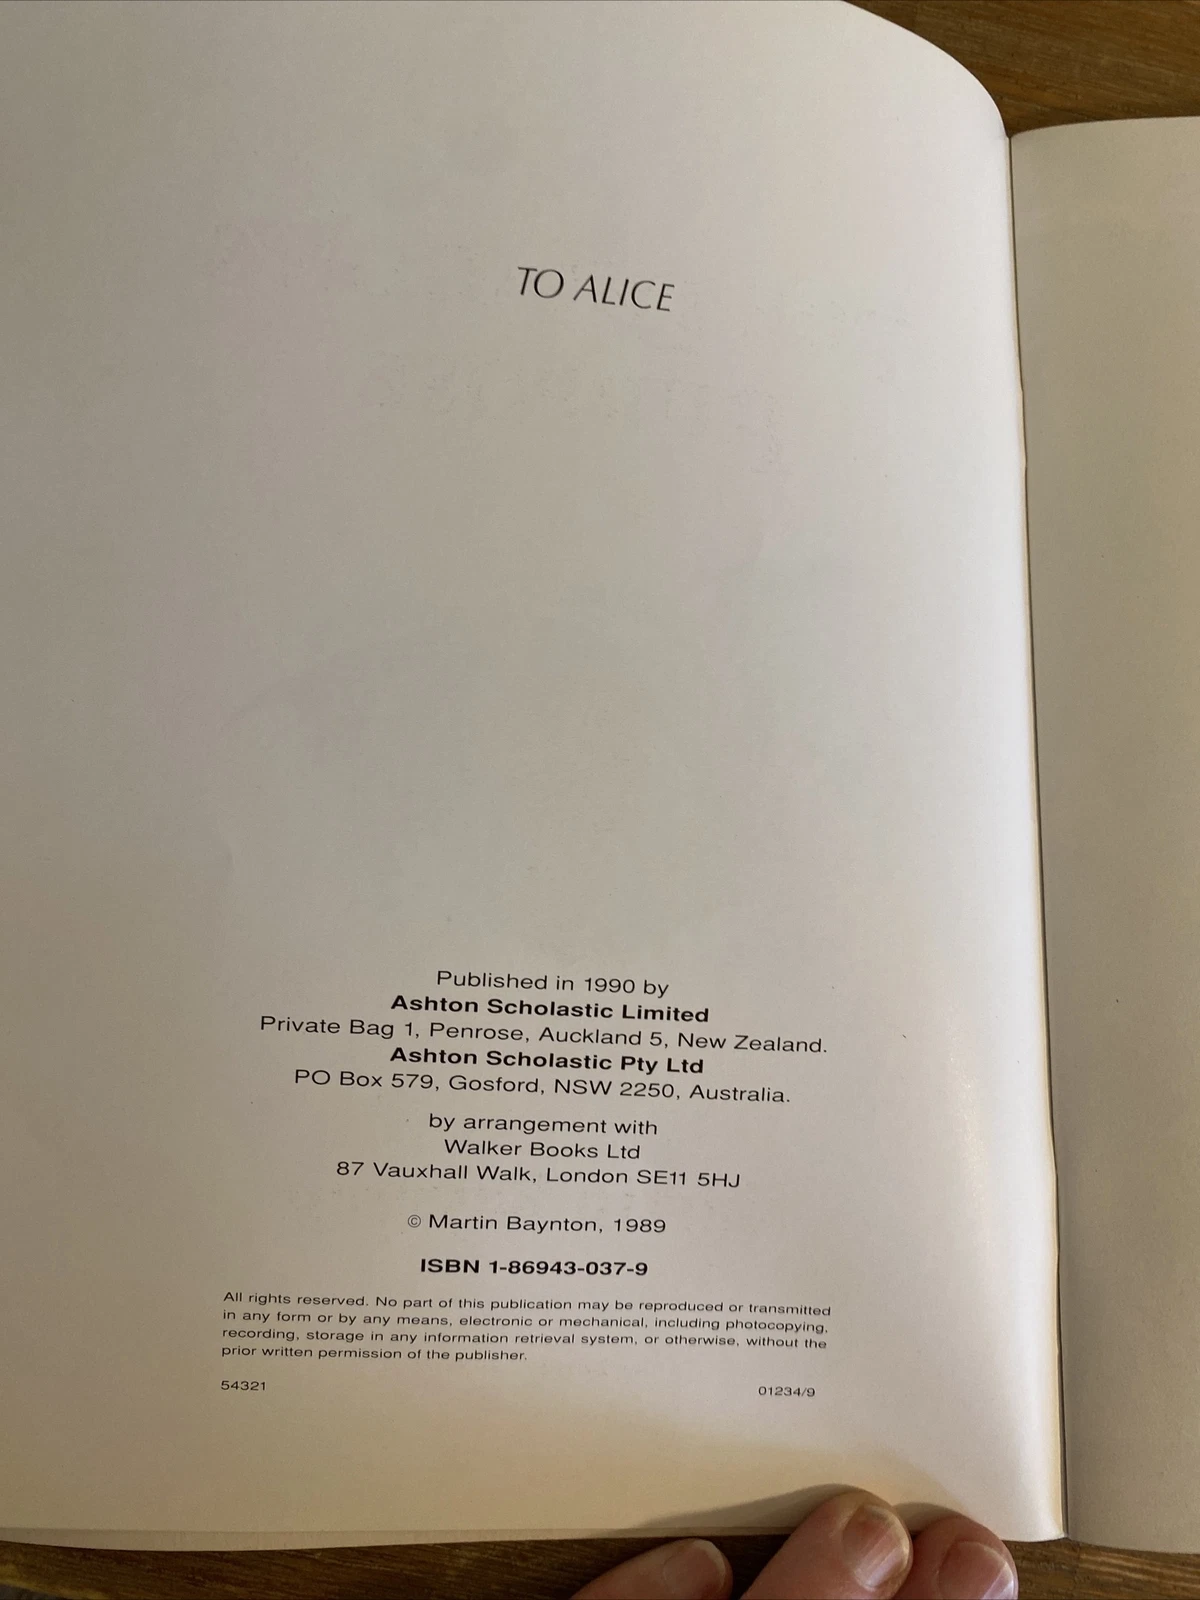 TO ALICE
Published in 1990 by
Ashton Scholastic Limited
Private Bag 1, Penrose, Auckland 5, New Zealand.
Ashton Scholastic Pty Ltd
PO Box 579, Gosford, NSW 2250, Australia.
by arrangement with
Walker Books Ltd
87 Vauxhall Walk, London SE11 5HJ
© Martin Baynton, 1989
ISBN 1-86943-037-9
All rights reserved. No part of this publication may be reproduced or transmitted
in any form or by any means, electronic or mechanical, including photocopying,
recording, storage in any information retrieval system, or otherwise, without the
prior written permission of the publisher.
54321 01234/9